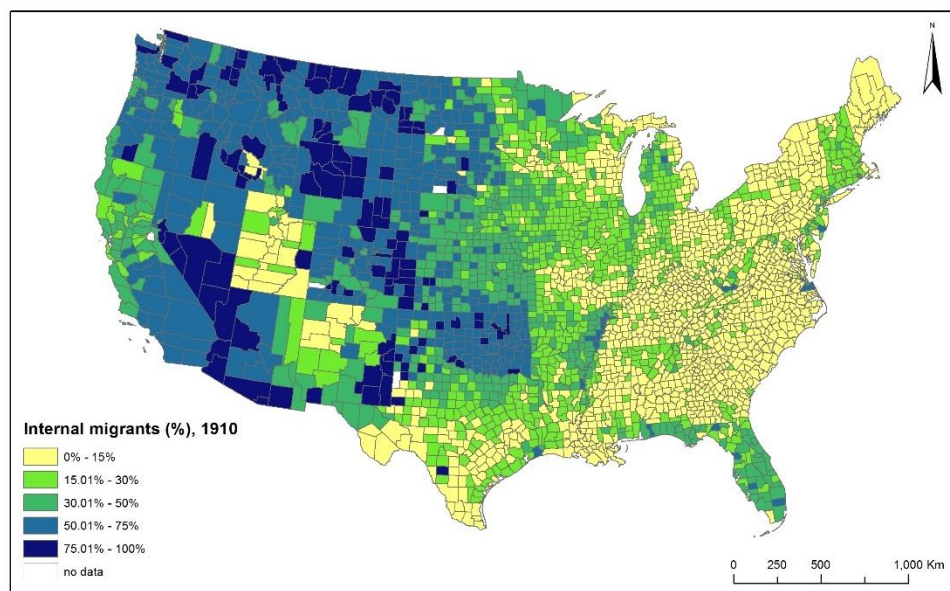 N
Internal migrants (%), 1910
0% - 15%
15.01% - 30%
30.01% - 50%
50.01% - 75%
75.01% - 100%
no data
0 250 500 1,000 Km